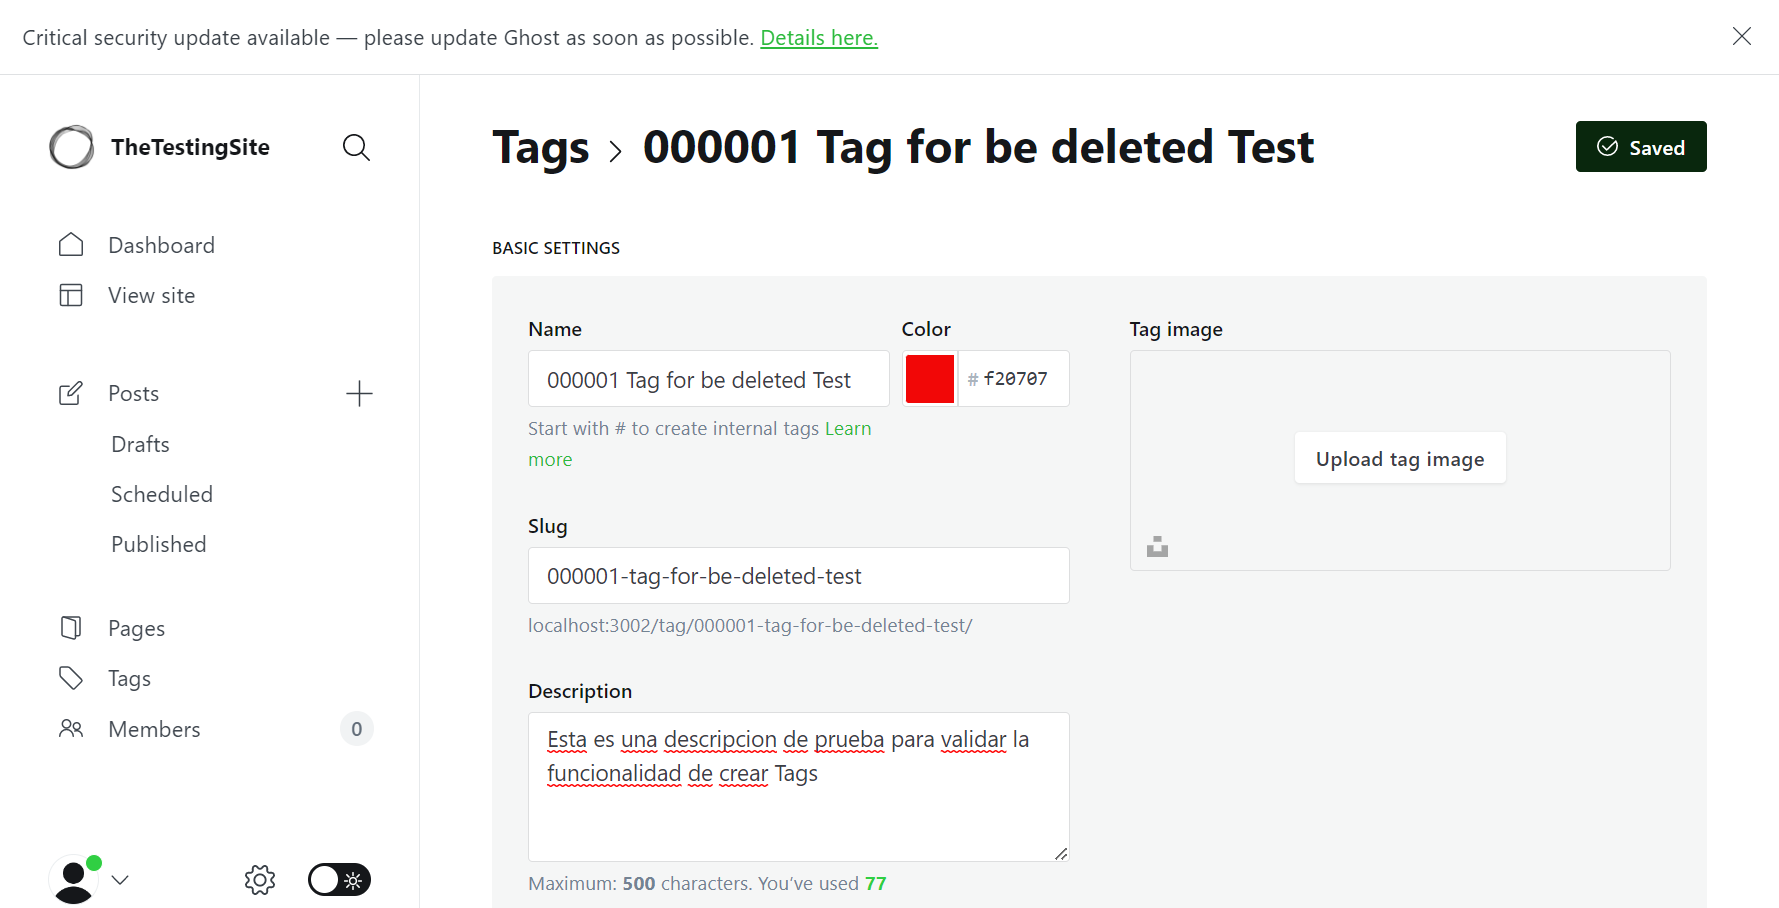 Critical security update available — please update Ghost as soon as possible. Details here.
TheTestingSite
Dashboard
View site
Posts
Drafts
Scheduled
Published
Pages
Tags
Members 0
Tags > 000001 Tag for be deleted Test
Saved
BASIC SETTINGS
Name
000001 Tag for be deleted Test
Start with # to create internal tags Learn
more
Color
# f20707
Slug
000001-tag-for-be-deleted-test
localhost:3002/tag/000001-tag-for-be-deleted-test/
Description
Esta es una descripcion de prueba para validar la
funcionalidad de crear Tags
Maximum: 500 characters. You’ve used 77
Tag image
Upload tag image